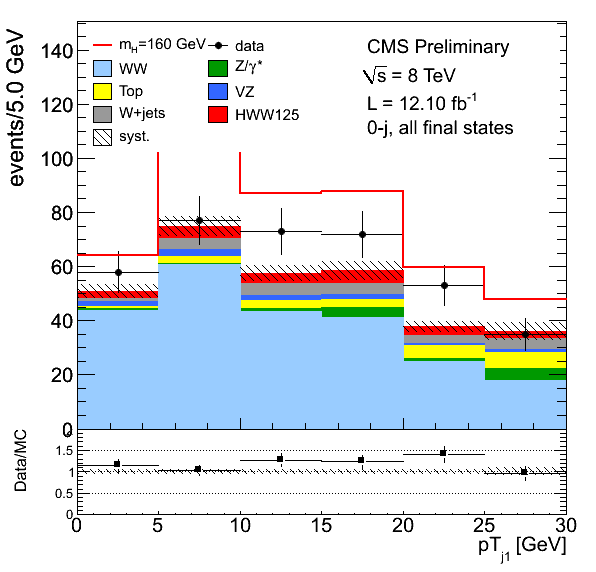 events/5.0 GeV
140
120
100
80
60
40
20
0
m_H=160 GeV
data
WW
Z/γ*
Top
VZ
W+jets
HWW125
syst.
CMS Preliminary
√s = 8 TeV
L = 12.10 fb⁻¹
0-j, all final states
Data/MC
2
1.5
1
0.5
0
0 5 10 15 20 25 30
pT_j1 [GeV]